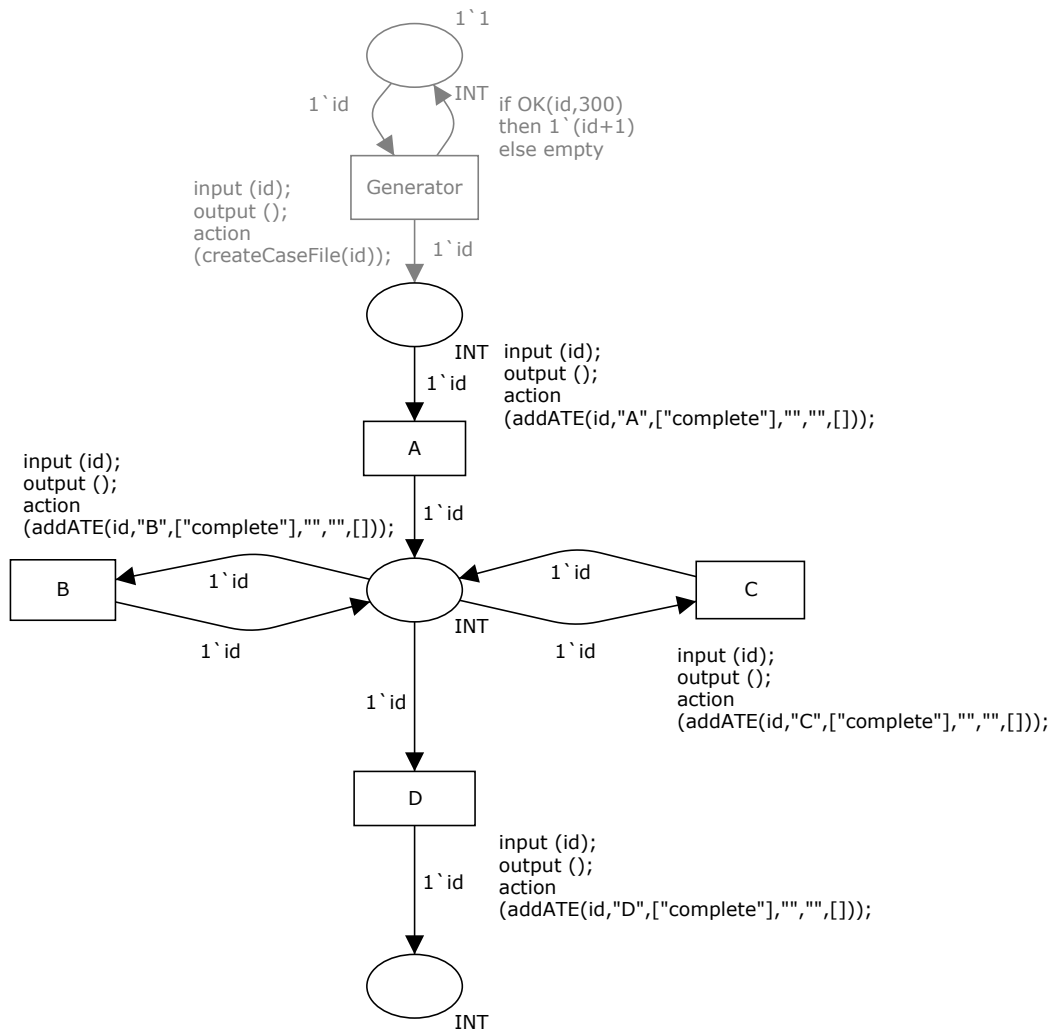 1`1
1`id
INT
if OK(id,300)
then 1`(id+1)
else empty
Generator
input (id);
output ();
action
(createCaseFile(id));
1`id
INT
input (id);
output ();
action
(addATE(id,"A",["complete"],"","",[]));
1`id
A
input (id);
output ();
action
(addATE(id,"B",["complete"],"","",[]));
1`id
B
1`id
1`id
INT
1`id
1`id
C
input (id);
output ();
action
(addATE(id,"C",["complete"],"","",[]));
1`id
D
input (id);
output ();
action
(addATE(id,"D",["complete"],"","",[]));
1`id
INT